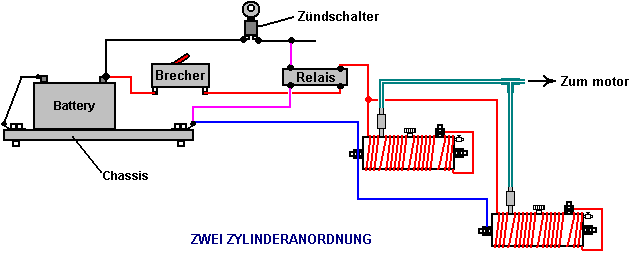 Zündschalter
Brecher
Relais
Zum motor
Battery
Chassis
ZWEI ZYLINDERANORDNUNG